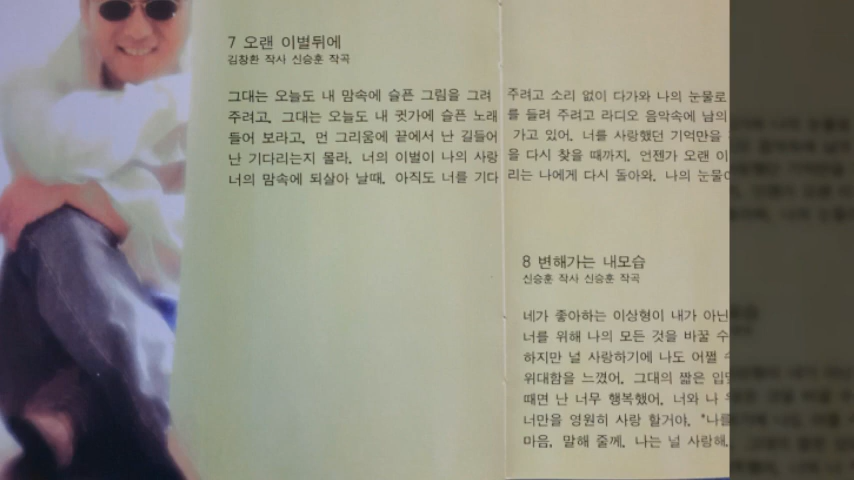 7 오랜 이별뒤에
김창환 작사 신승훈 작곡
그대는 오늘도 내 맘속에 슬픈 그림을 그려 주려고 소리 없이 다가와 나의 눈물로
주려고, 그대는 오늘도 내 귓가에 슬픈 노래를 들려 주려고 라디오 음악속에 남의
들어 보라고, 먼 그리움에 끝에서 난 길들어 가고 있어. 너를 사랑했던 기억만을
난 기다리는지 몰라. 너의 이별이 나의 사랑을 다시 찾을 때까지. 언젠가 오랜 이
너의 맘속에 되살아 날때. 아직도 너를 기다리는 나에게 다시 돌아와. 나의 눈물이
8 변해가는 내모습
신승훈 작사 신승훈 작곡
네가 좋아하는 이상형이 내가 아닌
너를 위해 나의 모든 것을 바꿀 수
하지만 널 사랑하기에 나도 어쩔
위대함을 느꼈어. 그대의 짧은
때면 난 너무 행복했어. 너와 나
너만을 영원히 사랑 할거야. *나를
마음, 말해 줄께. 나는 널 사랑해.